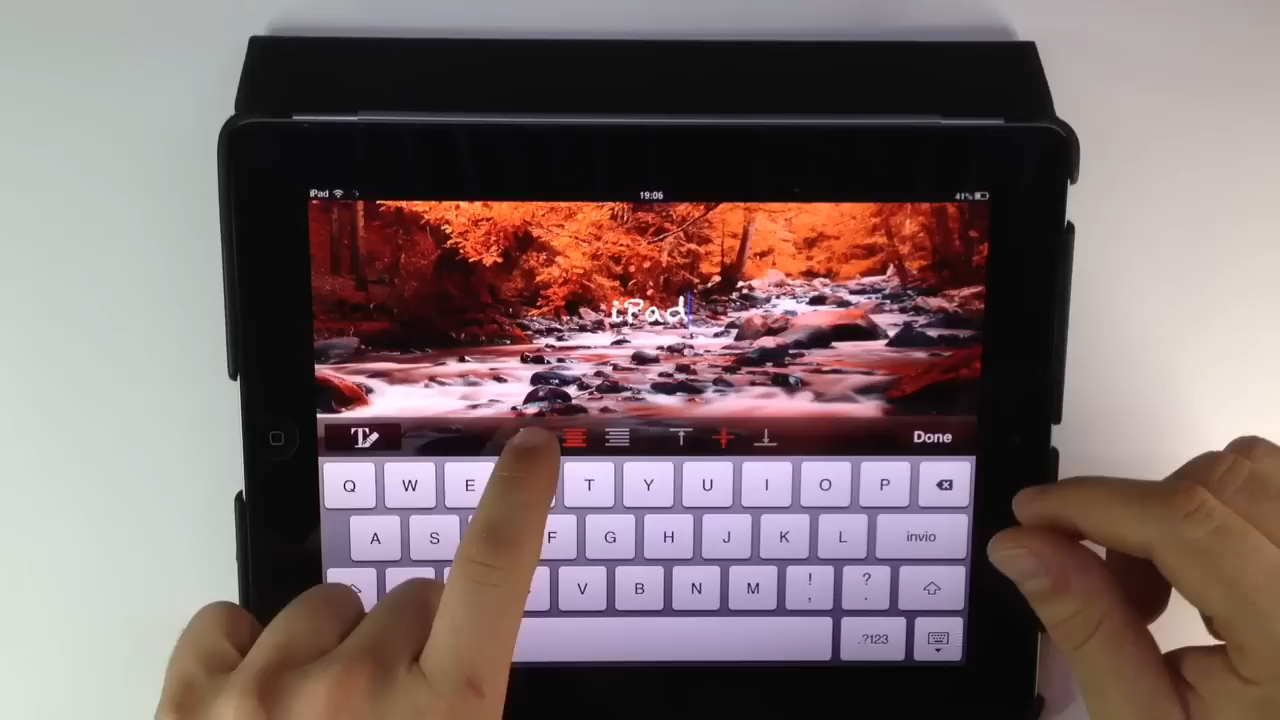 iPad 19:06 41%
iPad
T Done
Q W E T Y U I O P
A S F G H J K L invio
V B N M ! , ? .
.?123